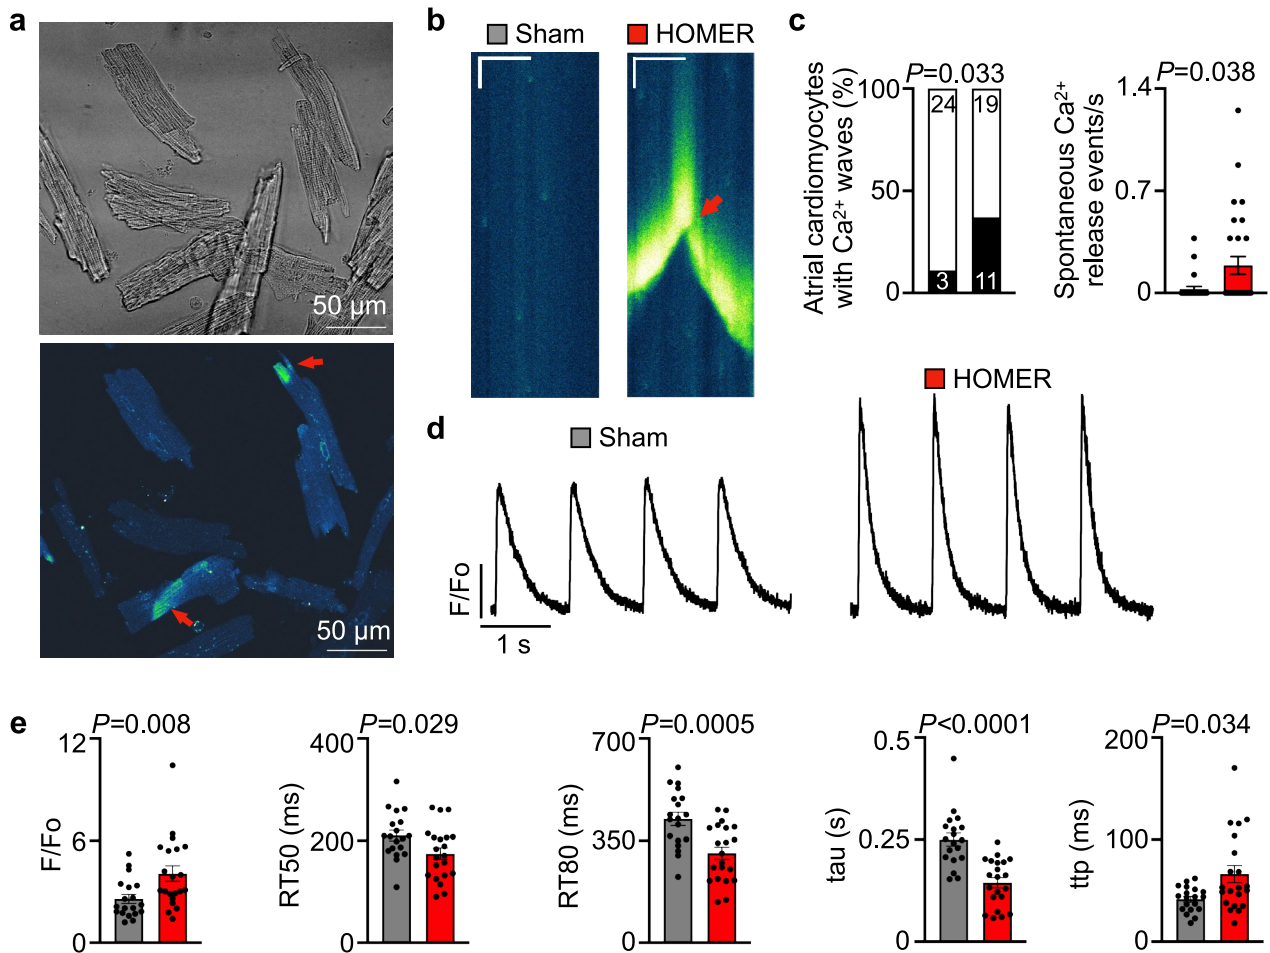 a
50 µm
50 µm
b
Sham
HOMER
c
P=0.033
Atrial cardiomyocytes
with Ca²⁺ waves (%)
100
50
0
24
19
3
11
P=0.038
Spontaneous Ca²⁺
release events/s
1.4
0.7
0
d
Sham
HOMER
F/Fo
1 s
e
P=0.008
F/Fo
12
6
0
P=0.029
RT50 (ms)
400
200
0
P=0.0005
RT80 (ms)
700
350
0
P<0.0001
tau (s)
0.5
0.25
0
P=0.034
ttp (ms)
200
100
0